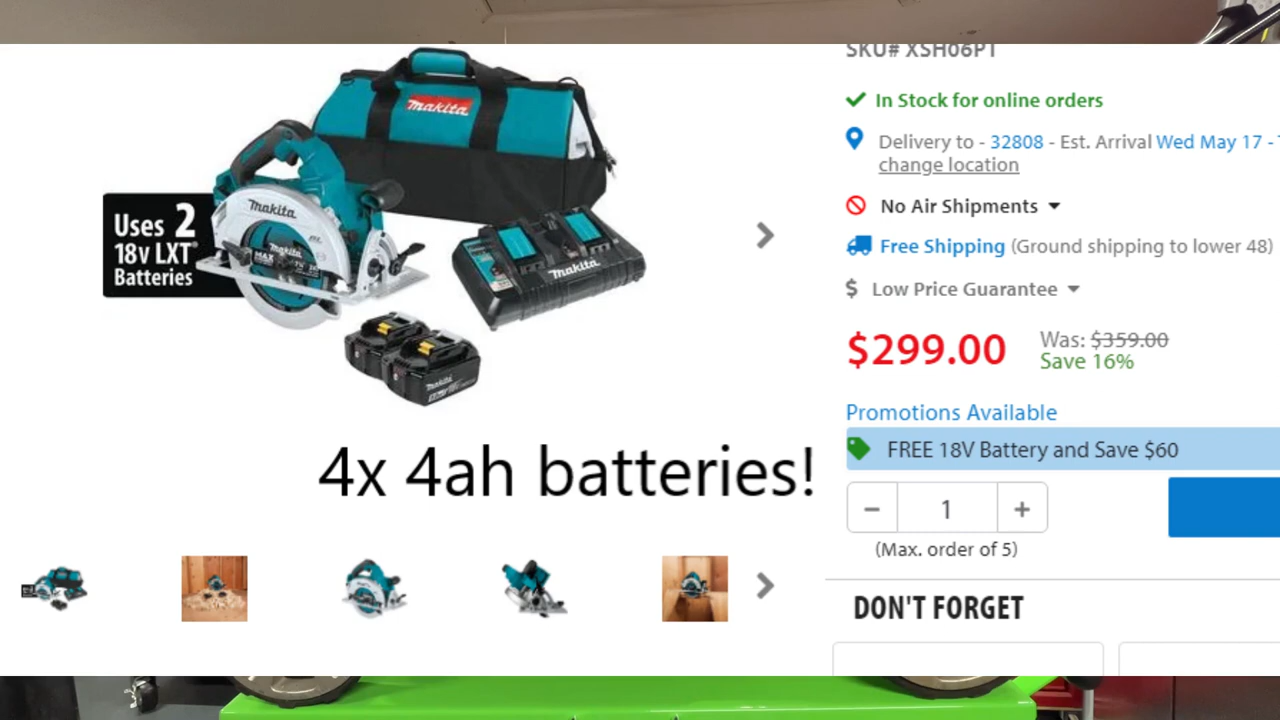 SKU# XSH06PT
In Stock for online orders
Delivery to - 32808 - Est. Arrival Wed May 17 -
change location
No Air Shipments
Free Shipping (Ground shipping to lower 48)
$ Low Price Guarantee
$299.00
Was: $359.00
Save 16%
Promotions Available
FREE 18V Battery and Save $60
− 1 +
(Max. order of 5)
DON'T FORGET
Makita
Uses 2
18v LXT®
Batteries
Makita
Makita
MAX
Makita
Makita
4x 4ah batteries!